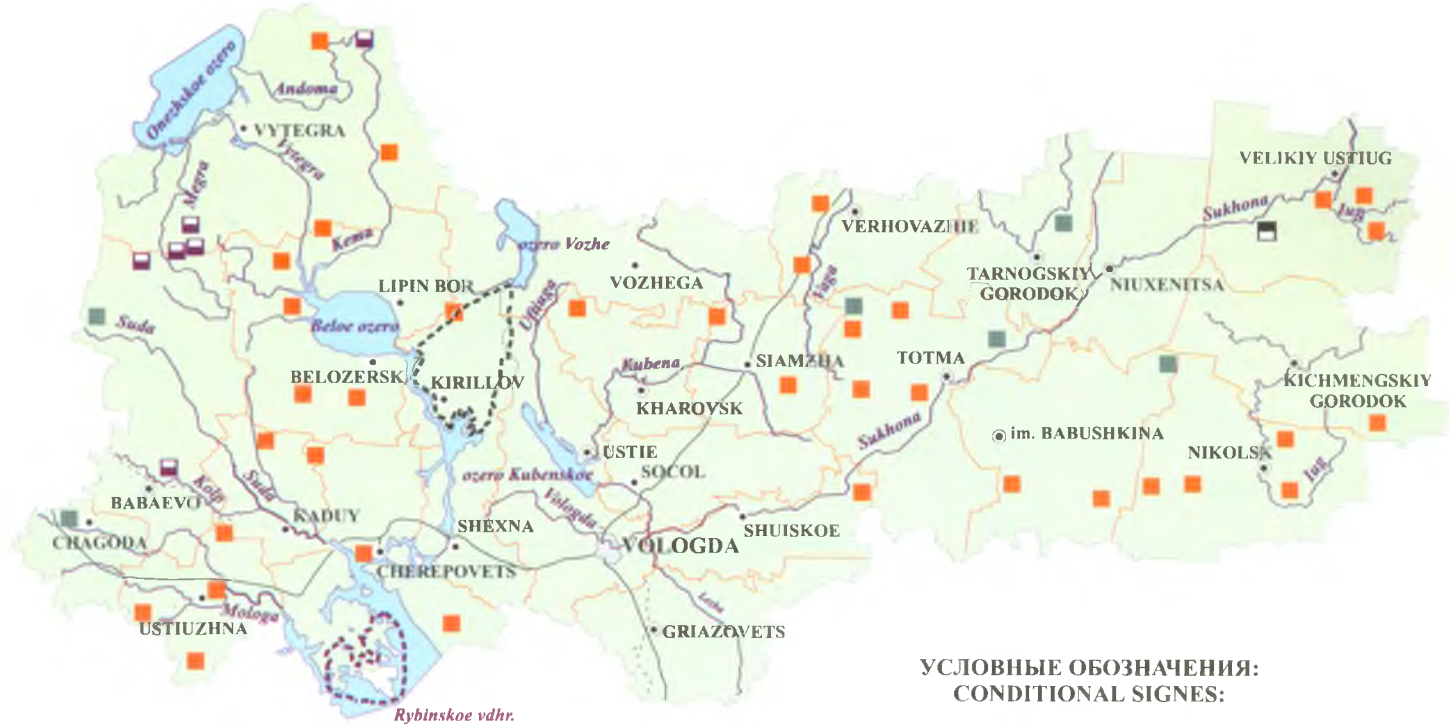 Onezhskoe ozero
Andoma
VYTEGRA
Vytegra
Megra
VELIKIY USTIUG
Sukhona
Iug
VERHOVAZHE
Kema
ozero Vozhe
LIPIN BOR
VOZHEGA
Vaga
TARNOGSKIY
GORODOK
NIUXENITSA
Suda
Beloe ozero
Uftiuga
Kubena
SIAMZHA
TOTMA
BELOZERSK
KIRILLOV
KHAROVSK
KICHMENGSKIY
GORODOK
Sukhona
im. BABUSHKINA
USTIE
NIKOLSK
Iug
ozero Kubenskoe
SOCOL
BABAEVO
Kolp
Suda
Vologda
KADUY
SHEXNA
SHUISKOE
CHAGODA
VOLOGDA
CHEREPOVETS
Mologa
Lezha
USTIUZHNA
GRIAZOVETS
УСЛОВНЫЕ ОБОЗНАЧЕНИЯ:
CONDITIONAL SIGNES:
Rybinskoe vdhr.